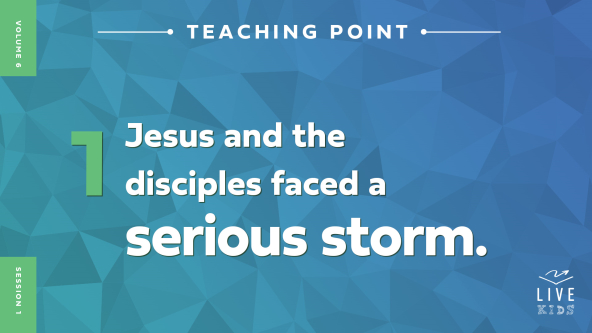 VOLUME 6
TEACHING POINT
1
Jesus and the
disciples faced a
serious storm.
SESSION 1
LIVE
KIDS